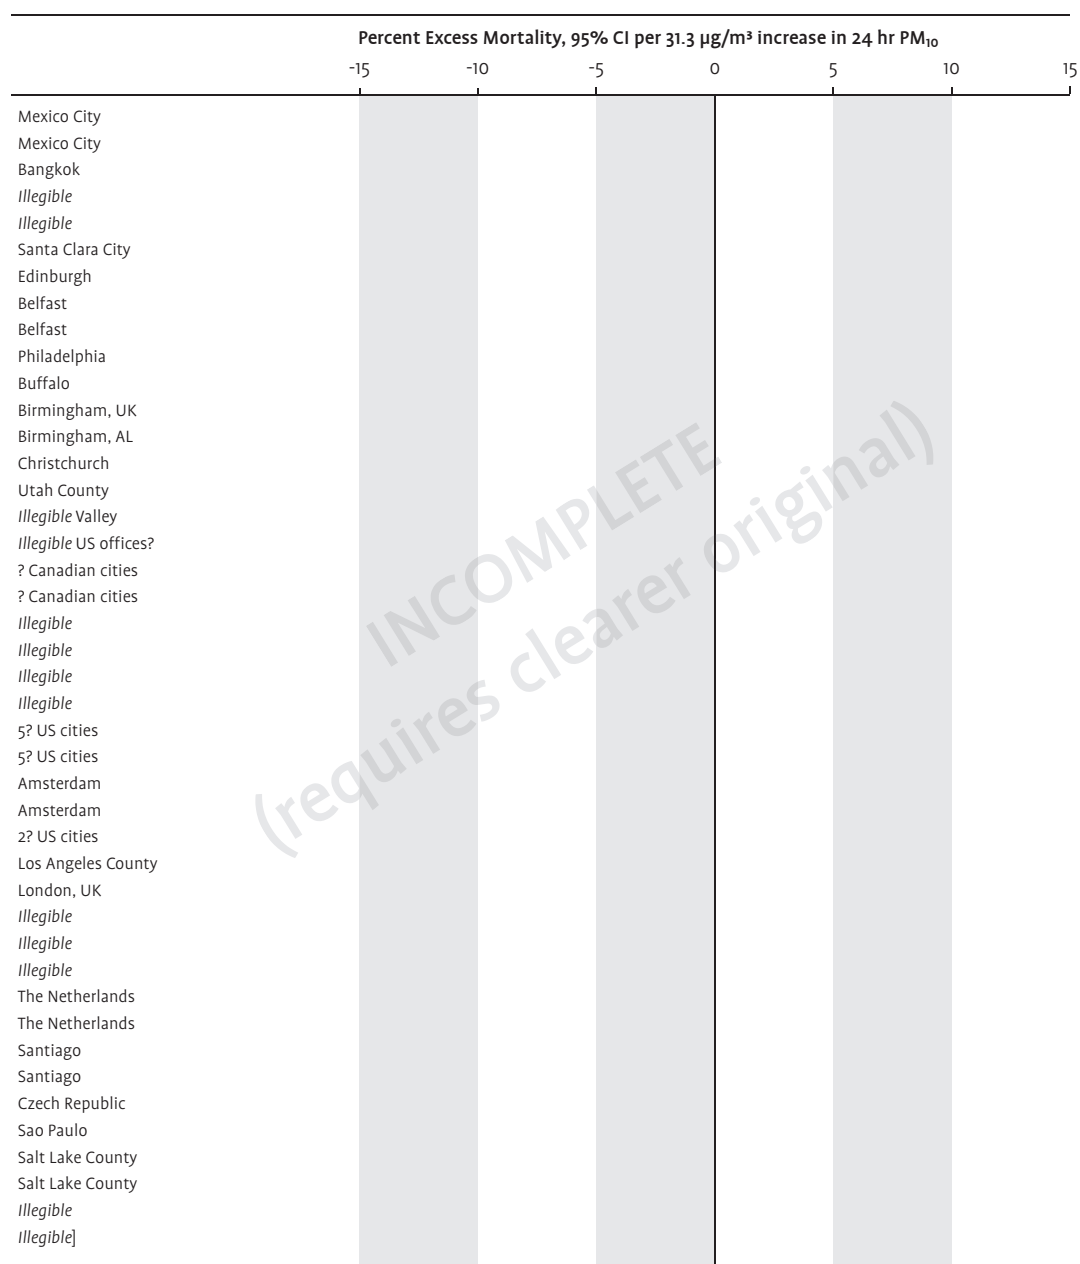 Percent Excess Mortality, 95% CI per 31.3 µg/m³ increase in 24 hr PM₁₀
-15 -10 -5 0 5 10 15
Mexico City
Mexico City
Bangkok
Illegible
Illegible
Santa Clara City
Edinburgh
Belfast
Belfast
Philadelphia
Buffalo
Birmingham, UK
Birmingham, AL
Christchurch
Utah County
Illegible Valley
Illegible US offices?
? Canadian cities
? Canadian cities
Illegible
Illegible
Illegible
Illegible
5? US cities
5? US cities
Amsterdam
Amsterdam
2? US cities
Los Angeles County
London, UK
Illegible
Illegible
Illegible
The Netherlands
The Netherlands
Santiago
Santiago
Czech Republic
Sao Paulo
Salt Lake County
Salt Lake County
Illegible
Illegible]
INCOMPLETE
(requires clearer original)